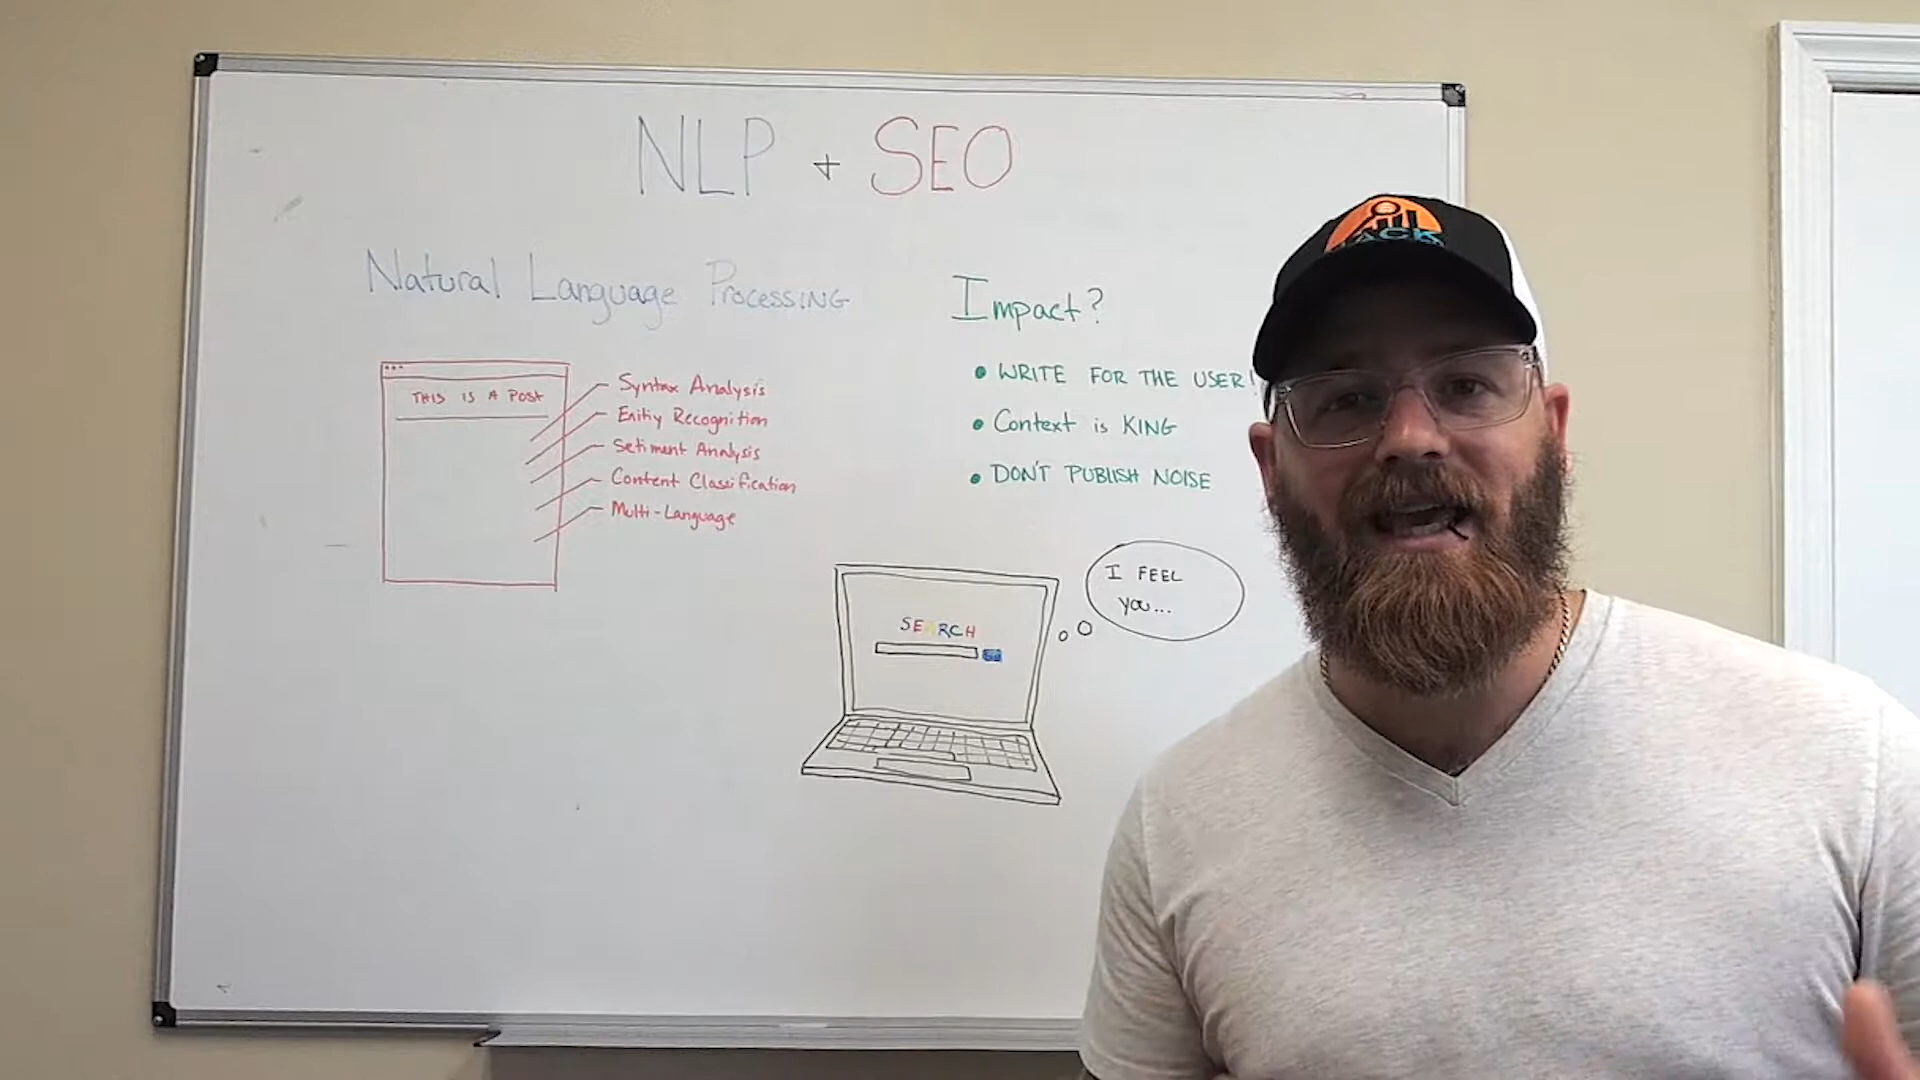 NLP + SEO
Natural Language Processing
THIS IS A POST
Syntax Analysis
Enitiy Recognition
Setiment Analysis
Content Classification
Multi-Language
Impact?
• WRITE FOR THE USER!
• Context is KING
• DON'T PUBLISH NOISE
SEARCH
I FEEL
you...